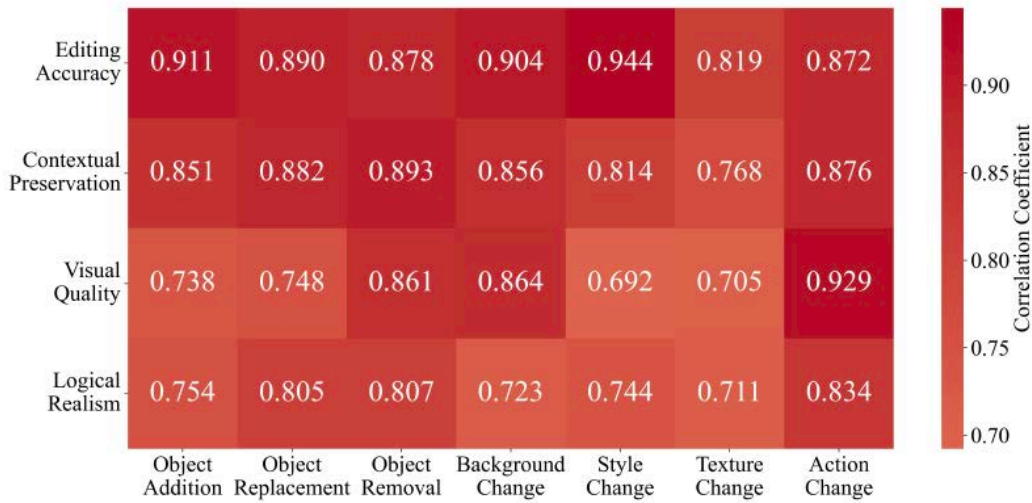 Editing
Accuracy
0.911 0.890 0.878 0.904 0.944 0.819 0.872
Contextual
Preservation
0.851 0.882 0.893 0.856 0.814 0.768 0.876
Visual
Quality
0.738 0.748 0.861 0.864 0.692 0.705 0.929
Logical
Realism
0.754 0.805 0.807 0.723 0.744 0.711 0.834
Object Object Object Background Style Texture Action
Addition Replacement Removal Change Change Change Change
0.90
0.85
0.80
0.75
0.70
Correlation Coefficient